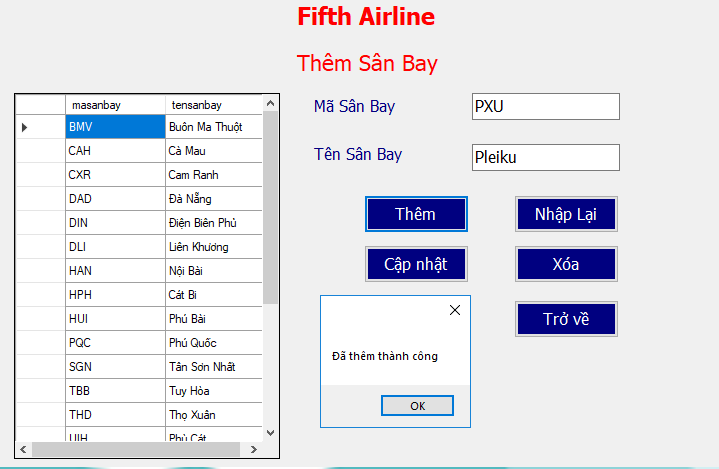 Fifth Airline
Thêm Sân Bay
masanbay tensanbay
BMV Buôn Ma Thuột
CAH Cà Mau
CXR Cam Ranh
DAD Đà Nẵng
DIN Điện Biên Phủ
DLI Liên Khương
HAN Nội Bài
HPH Cát Bi
HUI Phú Bài
PQC Phú Quốc
SGN Tân Sơn Nhất
TBB Tuy Hòa
THD Thọ Xuân
UIH Phù Cát
Mã Sân Bay PXU
Tên Sân Bay Pleiku
Thêm Nhập Lại
Cập nhật Xóa
Trở về
Đã thêm thành công
OK